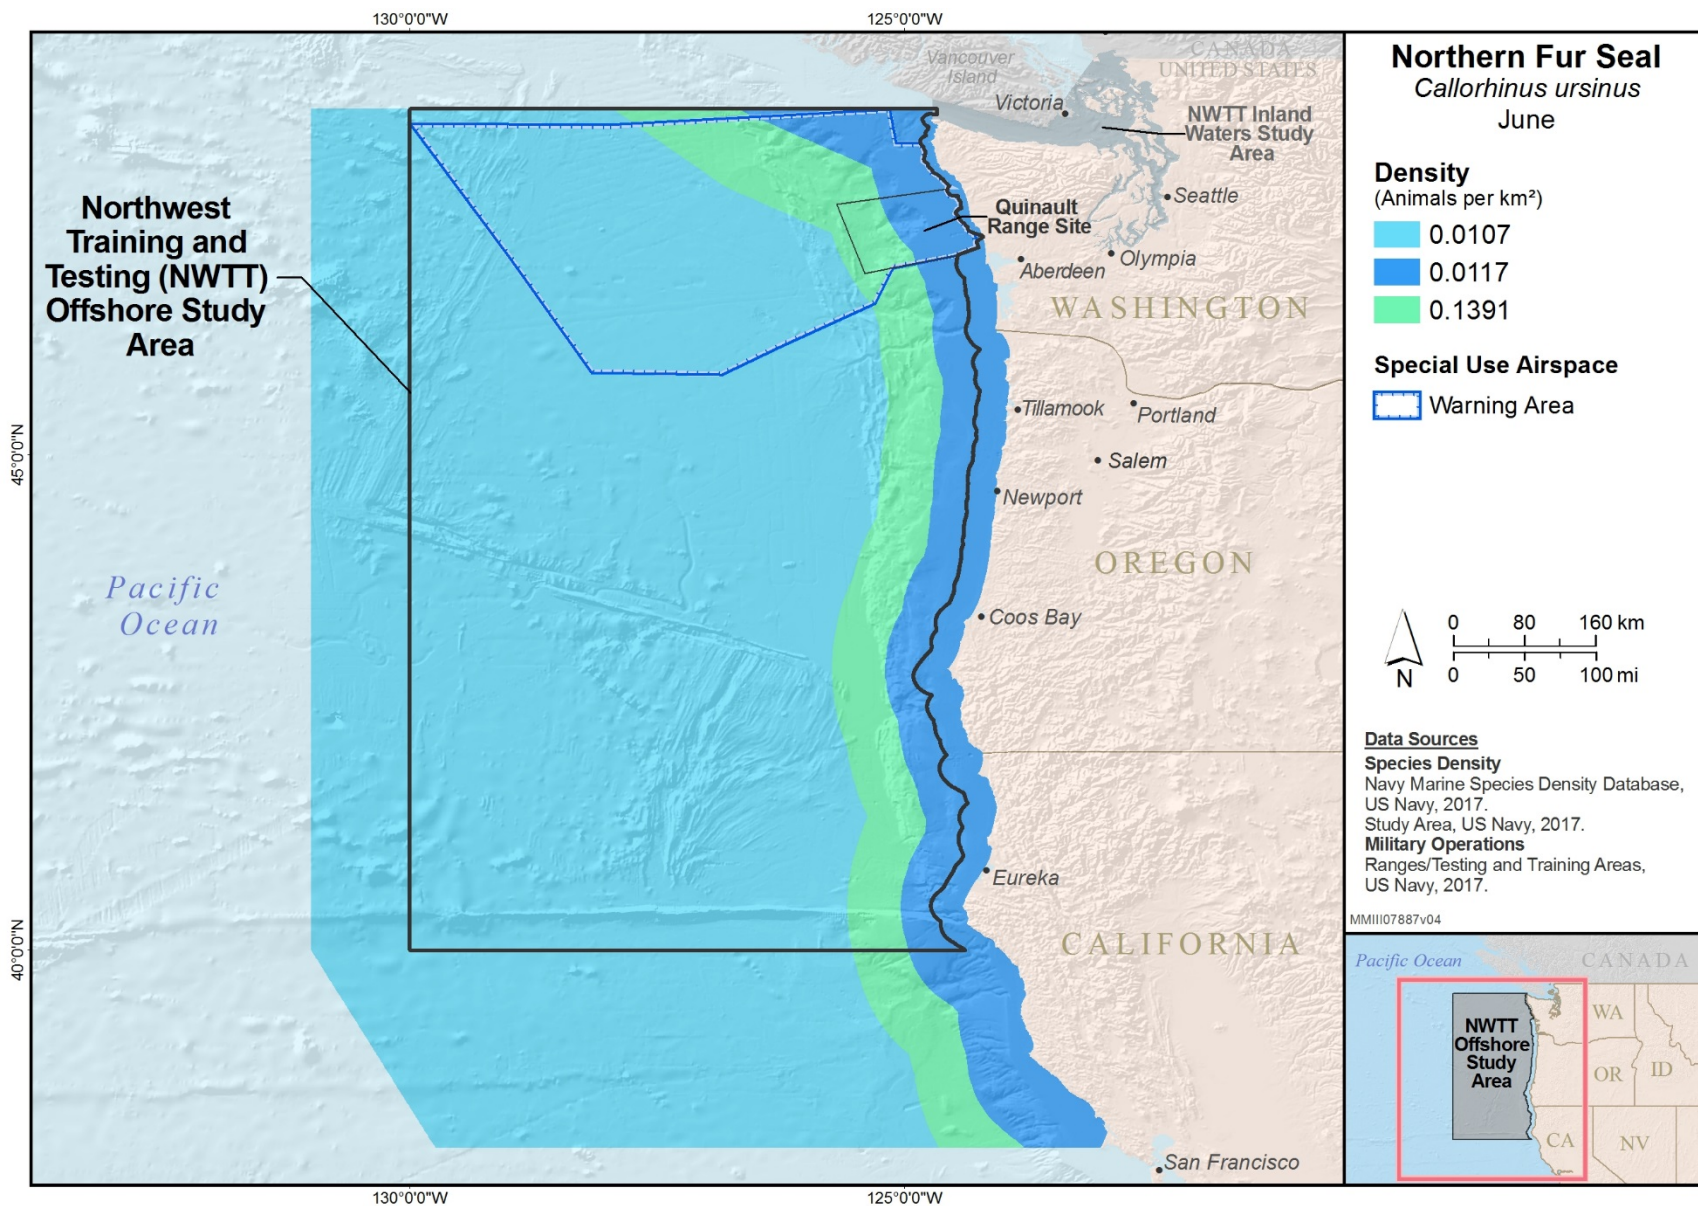 130°0'0"W
125°0'0"W
45°0'0"N
40°0'0"N
Vancouver
Island
CANADA
UNITED STATES
Victoria
NWTT Inland
Waters Study
Area
Seattle
Northwest
Training and
Testing (NWTT)
Offshore Study
Area
Quinault
Range Site
Aberdeen
Olympia
WASHINGTON
Tillamook
Portland
Salem
Newport
OREGON
Pacific
Ocean
Coos Bay
Eureka
CALIFORNIA
San Francisco
130°0'0"W
125°0'0"W
Northern Fur Seal
Callorhinus ursinus
June
Density
(Animals per km²)
0.0107
0.0117
0.1391
Special Use Airspace
Warning Area
N
0 80 160 km
0 50 100 mi
Data Sources
Species Density
Navy Marine Species Density Database,
US Navy, 2017.
Study Area, US Navy, 2017.
Military Operations
Ranges/Testing and Training Areas,
US Navy, 2017.
MMIII07887v04
Pacific Ocean
CANADA
NWTT
Offshore
Study
Area
WA
OR
ID
CA
NV